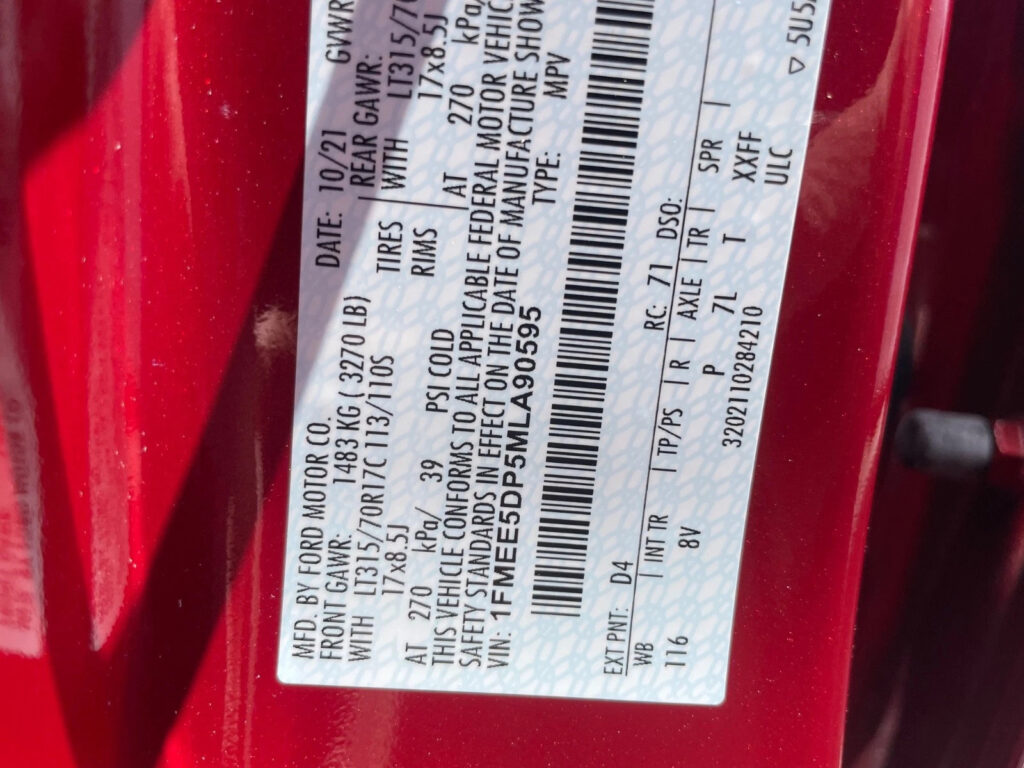 MFD. BY FORD MOTOR CO.
DATE: 10/21 GVWR
FRONT GAWR: 1483 KG ( 3270 LB) REAR GAWR:
WITH LT315/70R17C 113/110S TIRES WITH LT315/70
17x8.5J RIMS 17x8.5J
AT 270 kPa/ 39 PSI COLD AT 270 kPa/
THIS VEHICLE CONFORMS TO ALL APPLICABLE FEDERAL MOTOR VEHIC
SAFETY STANDARDS IN EFFECT ON THE DATE OF MANUFACTURE SHOW
VIN: 1FMEE5DP5MLA90595 TYPE: MPV
EXT PNT: D4 RC: 71 DSO:
WB | INT TR | TP/PS | R | AXLE | TR | SPR |
116 8V P 7L T XXFF
3202110284210 ULC
▽ 5U5